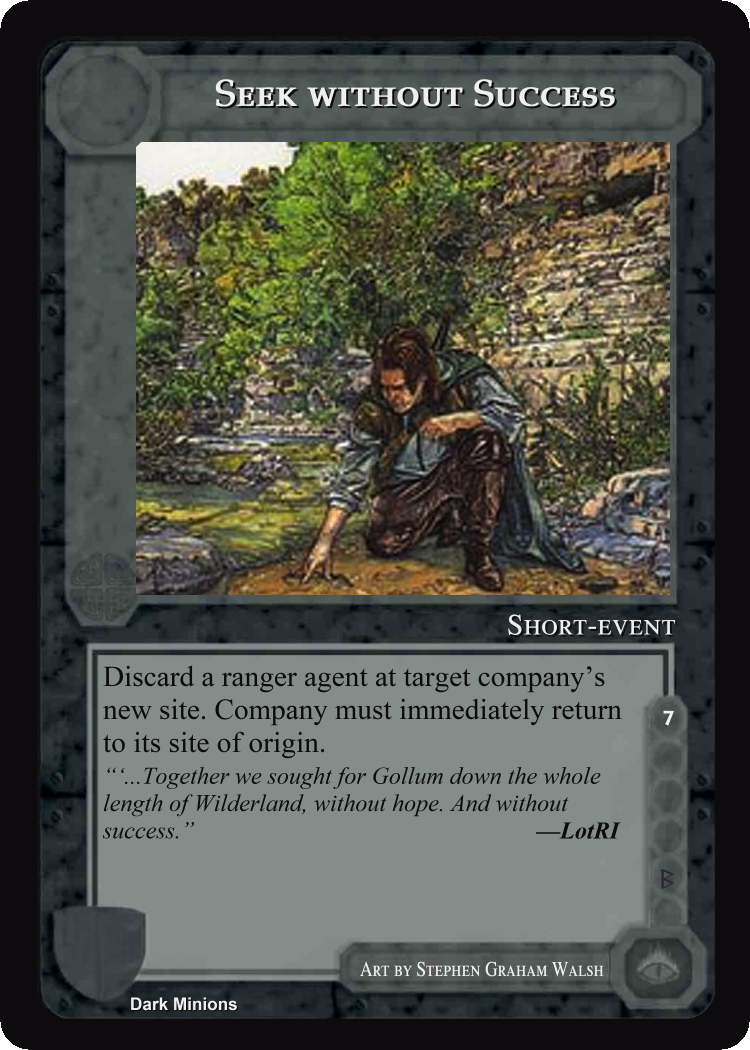 Seek without Success
Short-event
Discard a ranger agent at target company’s
new site. Company must immediately return
to its site of origin.
“‘...Together we sought for Gollum down the whole
length of Wilderland, without hope. And without
success.” —LotRI
7
ᛒ
Art by Stephen Graham Walsh
Dark Minions